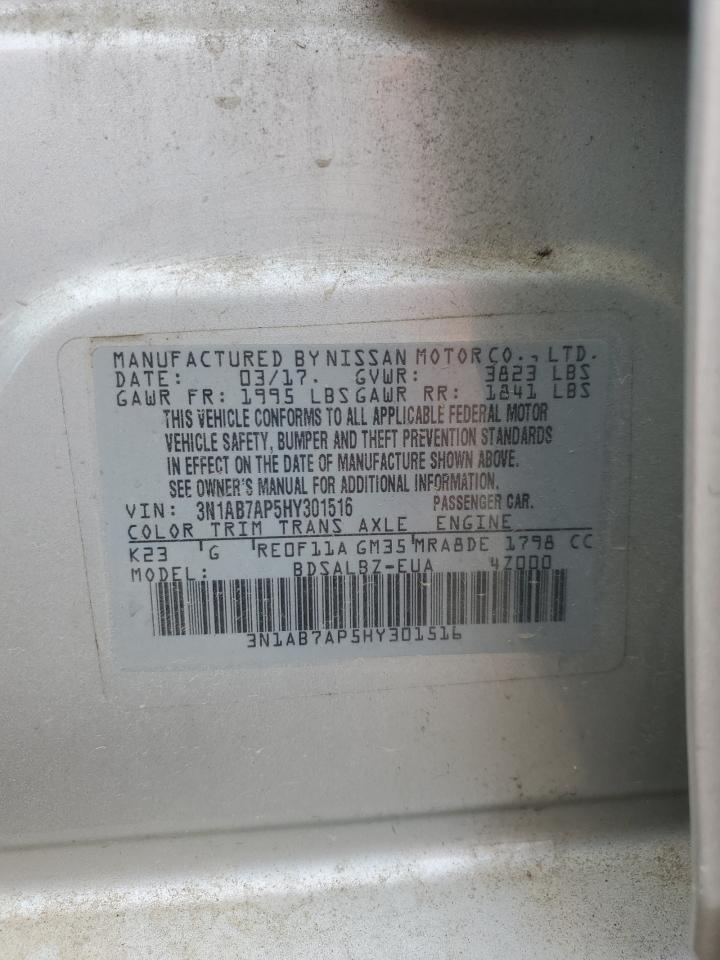 MANUFACTURED BY NISSAN MOTOR CO., LTD.
DATE: 03/17. GVWR: 3823 LBS
GAWR FR: 1995 LBS GAWR RR: 1841 LBS
THIS VEHICLE CONFORMS TO ALL APPLICABLE FEDERAL MOTOR
VEHICLE SAFETY, BUMPER AND THEFT PREVENTION STANDARDS
IN EFFECT ON THE DATE OF MANUFACTURE SHOWN ABOVE.
SEE OWNER'S MANUAL FOR ADDITIONAL INFORMATION.
VIN: 3N1AB7AP5HY301516 PASSENGER CAR.
COLOR TRIM TRANS AXLE ENGINE
K23 G RE0F11A GM35 MRA8DE 1798 CC
MODEL: BDSALBZ-EUA 4Z000
3N1AB7AP5HY301516